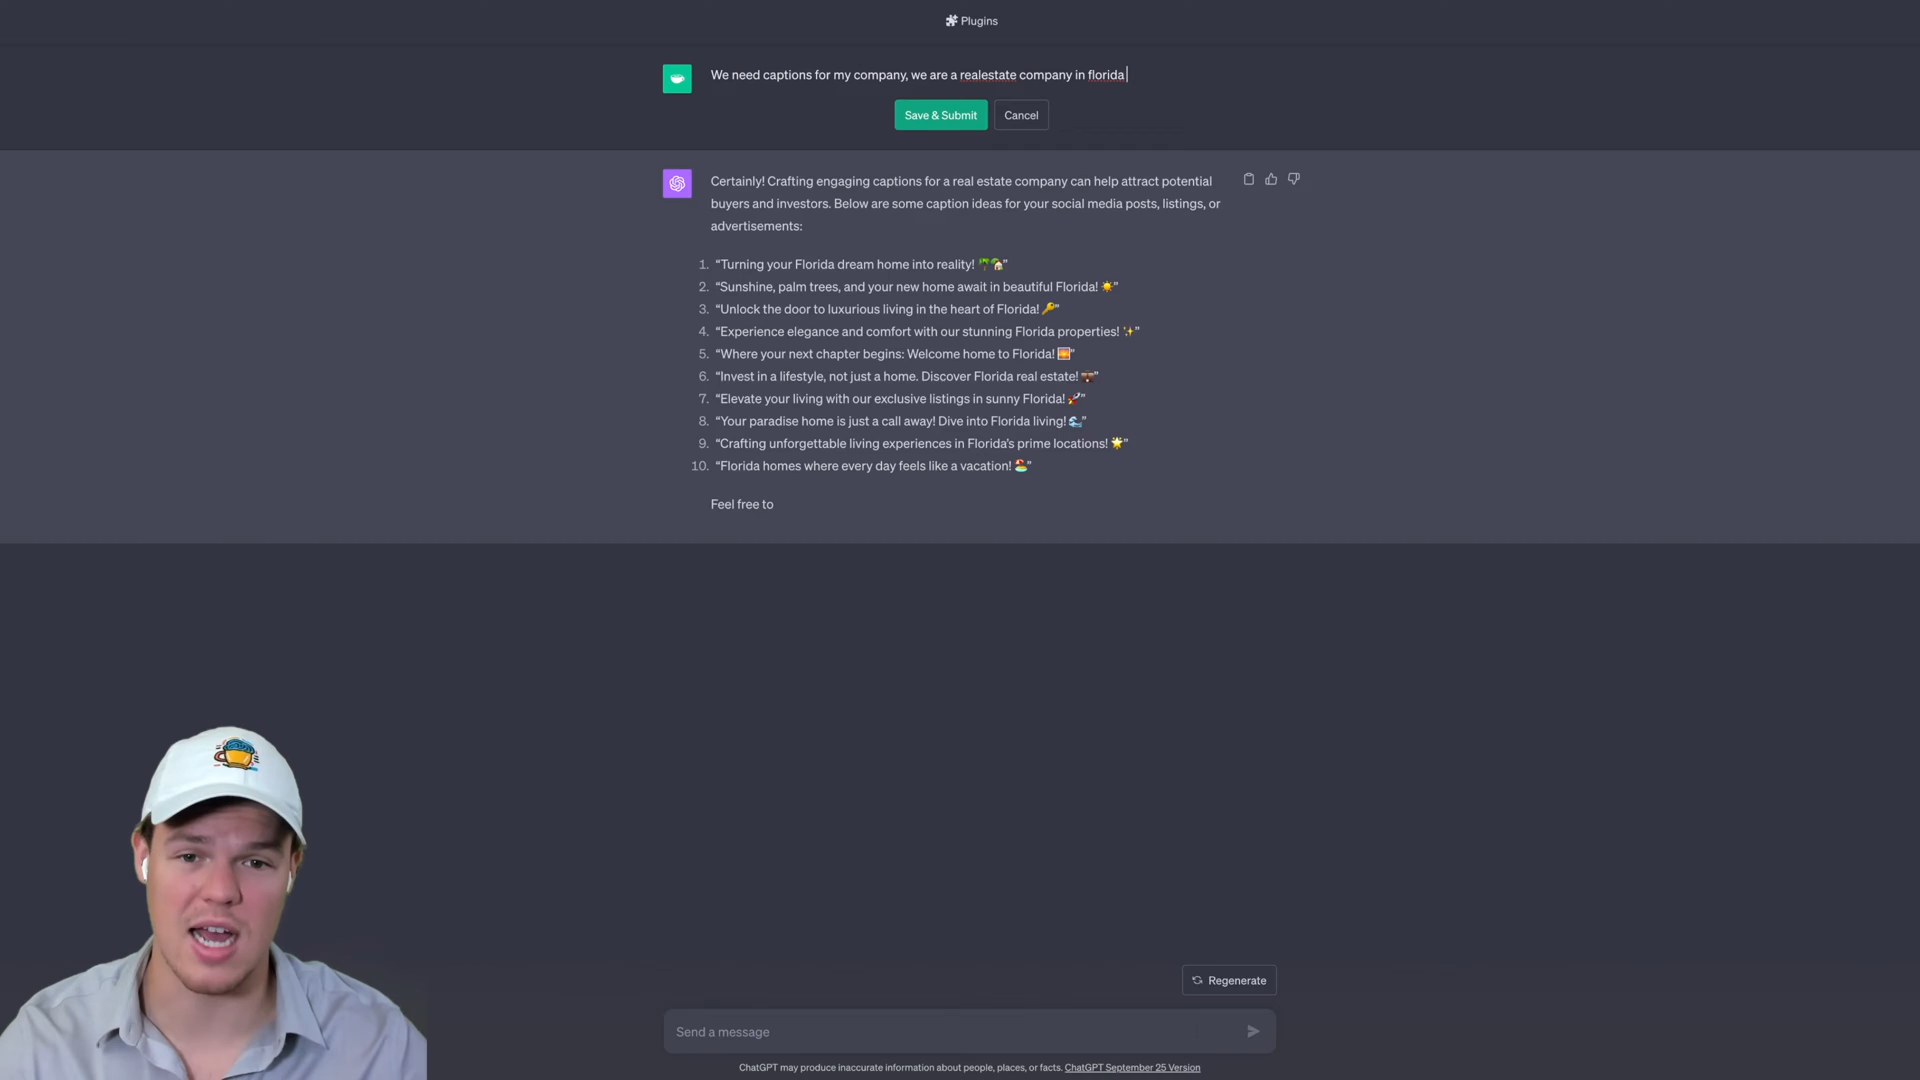 Plugins
We need captions for my company, we are a realestate company in florida
Save & Submit
Cancel
Certainly! Crafting engaging captions for a real estate company can help attract potential
buyers and investors. Below are some caption ideas for your social media posts, listings, or
advertisements:
1. “Turning your Florida dream home into reality! 🌴🏡”
2. “Sunshine, palm trees, and your new home await in beautiful Florida! ☀️”
3. “Unlock the door to luxurious living in the heart of Florida! 🔑”
4. “Experience elegance and comfort with our stunning Florida properties! ✨”
5. “Where your next chapter begins: Welcome home to Florida! 🌅”
6. “Invest in a lifestyle, not just a home. Discover Florida real estate! 💼”
7. “Elevate your living with our exclusive listings in sunny Florida! 🚀”
8. “Your paradise home is just a call away! Dive into Florida living! 🌊”
9. “Crafting unforgettable living experiences in Florida’s prime locations! 🌟”
10. “Florida homes where every day feels like a vacation! 🏖️”
Feel free to
Regenerate
Send a message
ChatGPT may produce inaccurate information about people, places, or facts. ChatGPT September 25 Version